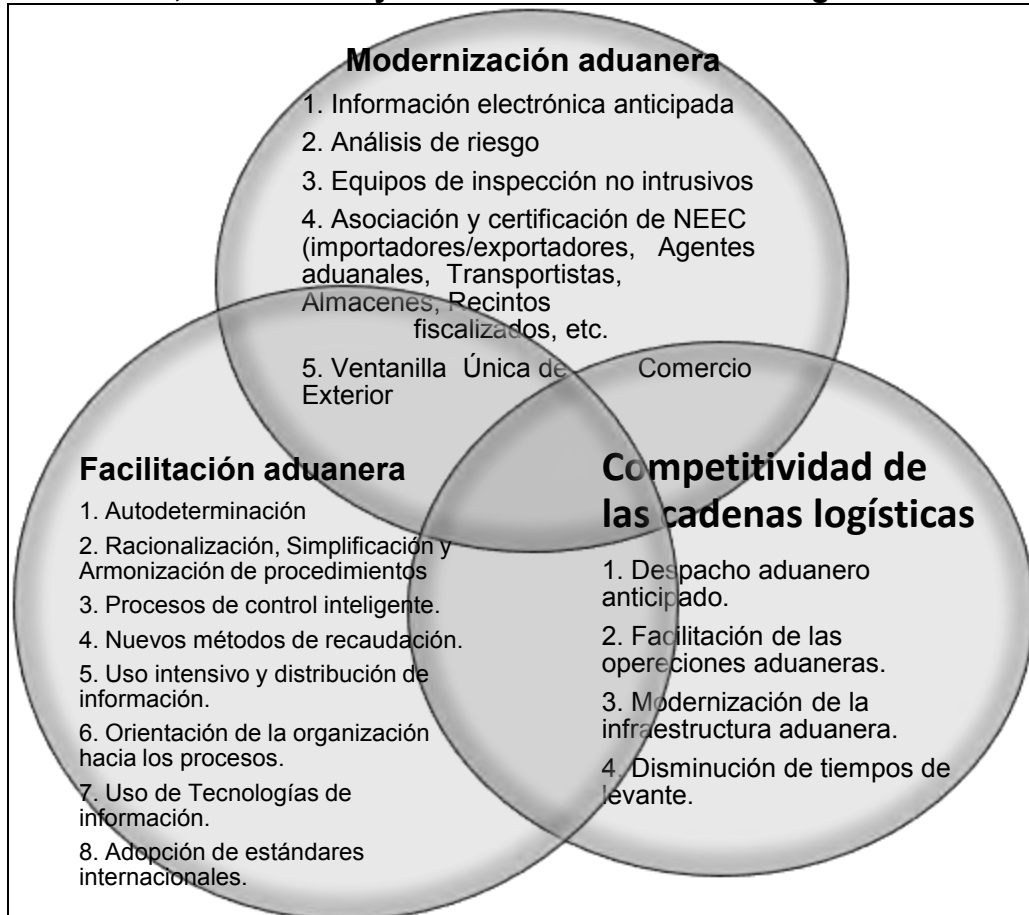 Modernización aduanera
1. Información electrónica anticipada
2. Análisis de riesgo
3. Equipos de inspección no intrusivos
4. Asociación y certificación de NEEC
(importadores/exportadores, Agentes
aduanales, Transportistas,
Almacenes, Recintos
fiscalizados, etc.
5. Ventanilla Única de Comercio
Exterior
Facilitación aduanera
1. Autodeterminación
2. Racionalización, Simplificación y
Armonización de procedimientos
3. Procesos de control inteligente.
4. Nuevos métodos de recaudación.
5. Uso intensivo y distribución de
información.
6. Orientación de la organización
hacia los procesos.
7. Uso de Tecnologías de
información.
8. Adopción de estándares
internacionales.
Competitividad de
las cadenas logísticas
1. Despacho aduanero
anticipado.
2. Facilitación de las
opereciones aduaneras.
3. Modernización de la
infraestructura aduanera.
4. Disminución de tiempos de
levante.